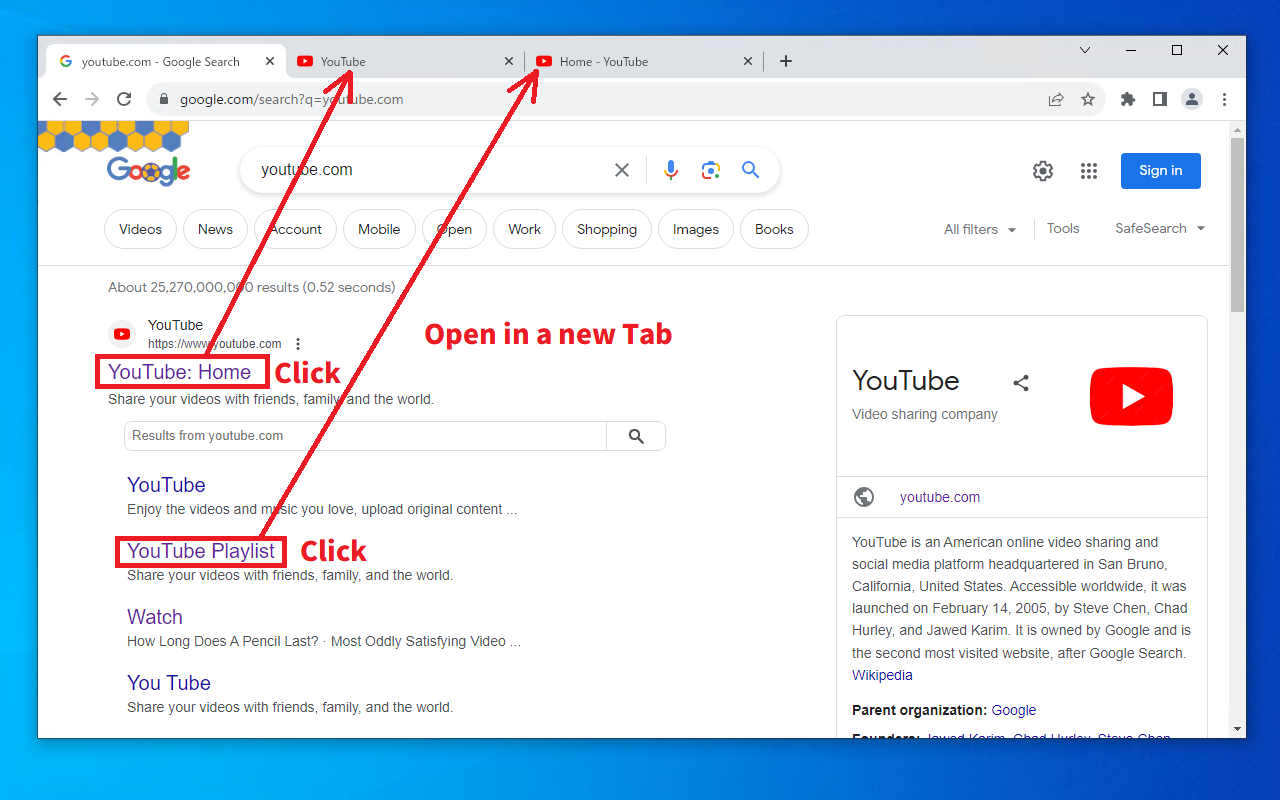 youtube.com - Google Search
YouTube
Home - YouTube
google.com/search?q=youtube.com
Google
youtube.com
Sign in
Videos
News
Account
Mobile
Open
Work
Shopping
Images
Books
All filters
Tools
SafeSearch
About 25,270,000,000 results (0.52 seconds)
YouTube
https://www.youtube.com
Open in a new Tab
YouTube: Home
Click
Share your videos with friends, family, and the world.
Results from youtube.com
YouTube
Enjoy the videos and music you love, upload original content ...
YouTube Playlist
Click
Share your videos with friends, family, and the world.
Watch
How Long Does A Pencil Last? · Most Oddly Satisfying Video ...
You Tube
Share your videos with friends, family, and the world.
YouTube
Video sharing company
youtube.com
YouTube is an American online video sharing and
social media platform headquartered in San Bruno,
California, United States. Accessible worldwide, it was
launched on February 14, 2005, by Steve Chen, Chad
Hurley, and Jawed Karim. It is owned by Google and is
the second most visited website, after Google Search.
Wikipedia
Parent organization: Google
Founders: Jawed Karim, Chad Hurley, Steve Chen